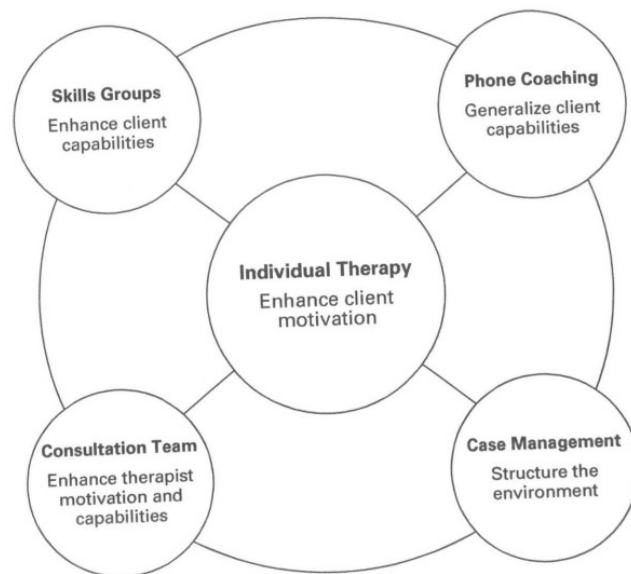 Skills Groups
Enhance client
capabilities
Phone Coaching
Generalize client
capabilities
Individual Therapy
Enhance client
motivation
Consultation Team
Enhance therapist
motivation and
capabilities
Case Management
Structure the
environment